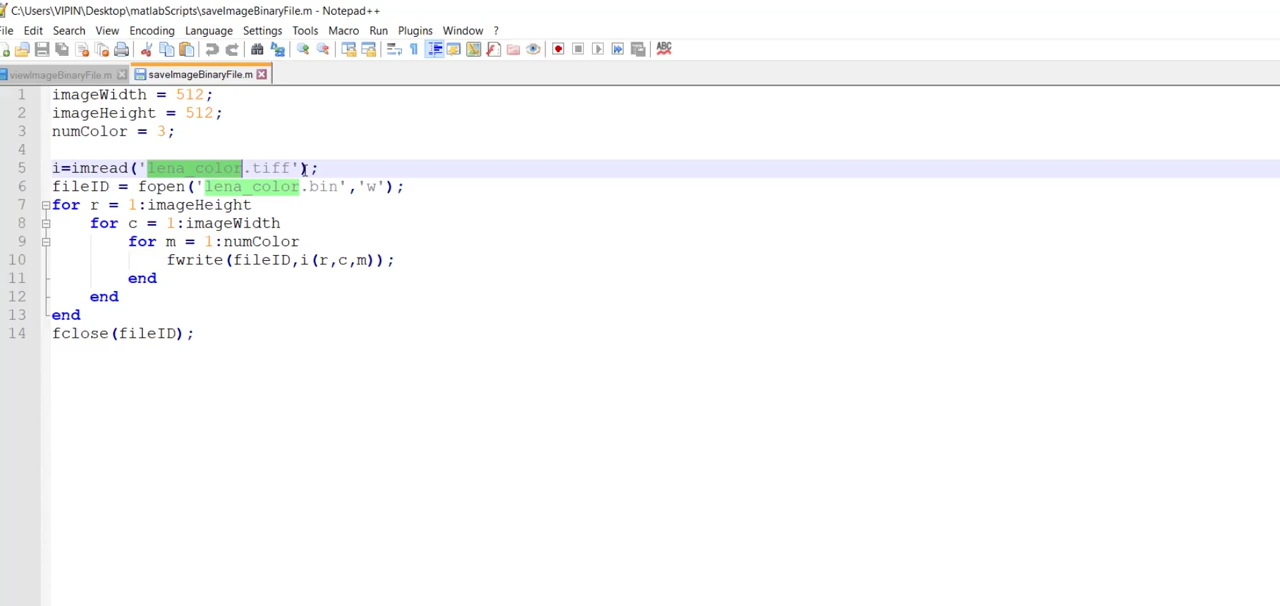 C:\Users\VIPIN\Desktop\matlabScripts\saveImageBinaryFile.m - Notepad++
File Edit Search View Encoding Language Settings Tools Macro Run Plugins Window ?
ABC
viewImageBinaryFile.m saveImageBinaryFile.m
1 imageWidth = 512;
2 imageHeight = 512;
3 numColor = 3;
4
5 i=imread('lena_color.tiff');
6 fileID = fopen('lena_color.bin','w');
7 for r = 1:imageHeight
8 for c = 1:imageWidth
9 for m = 1:numColor
10 fwrite(fileID,i(r,c,m));
11 end
12 end
13 end
14 fclose(fileID);